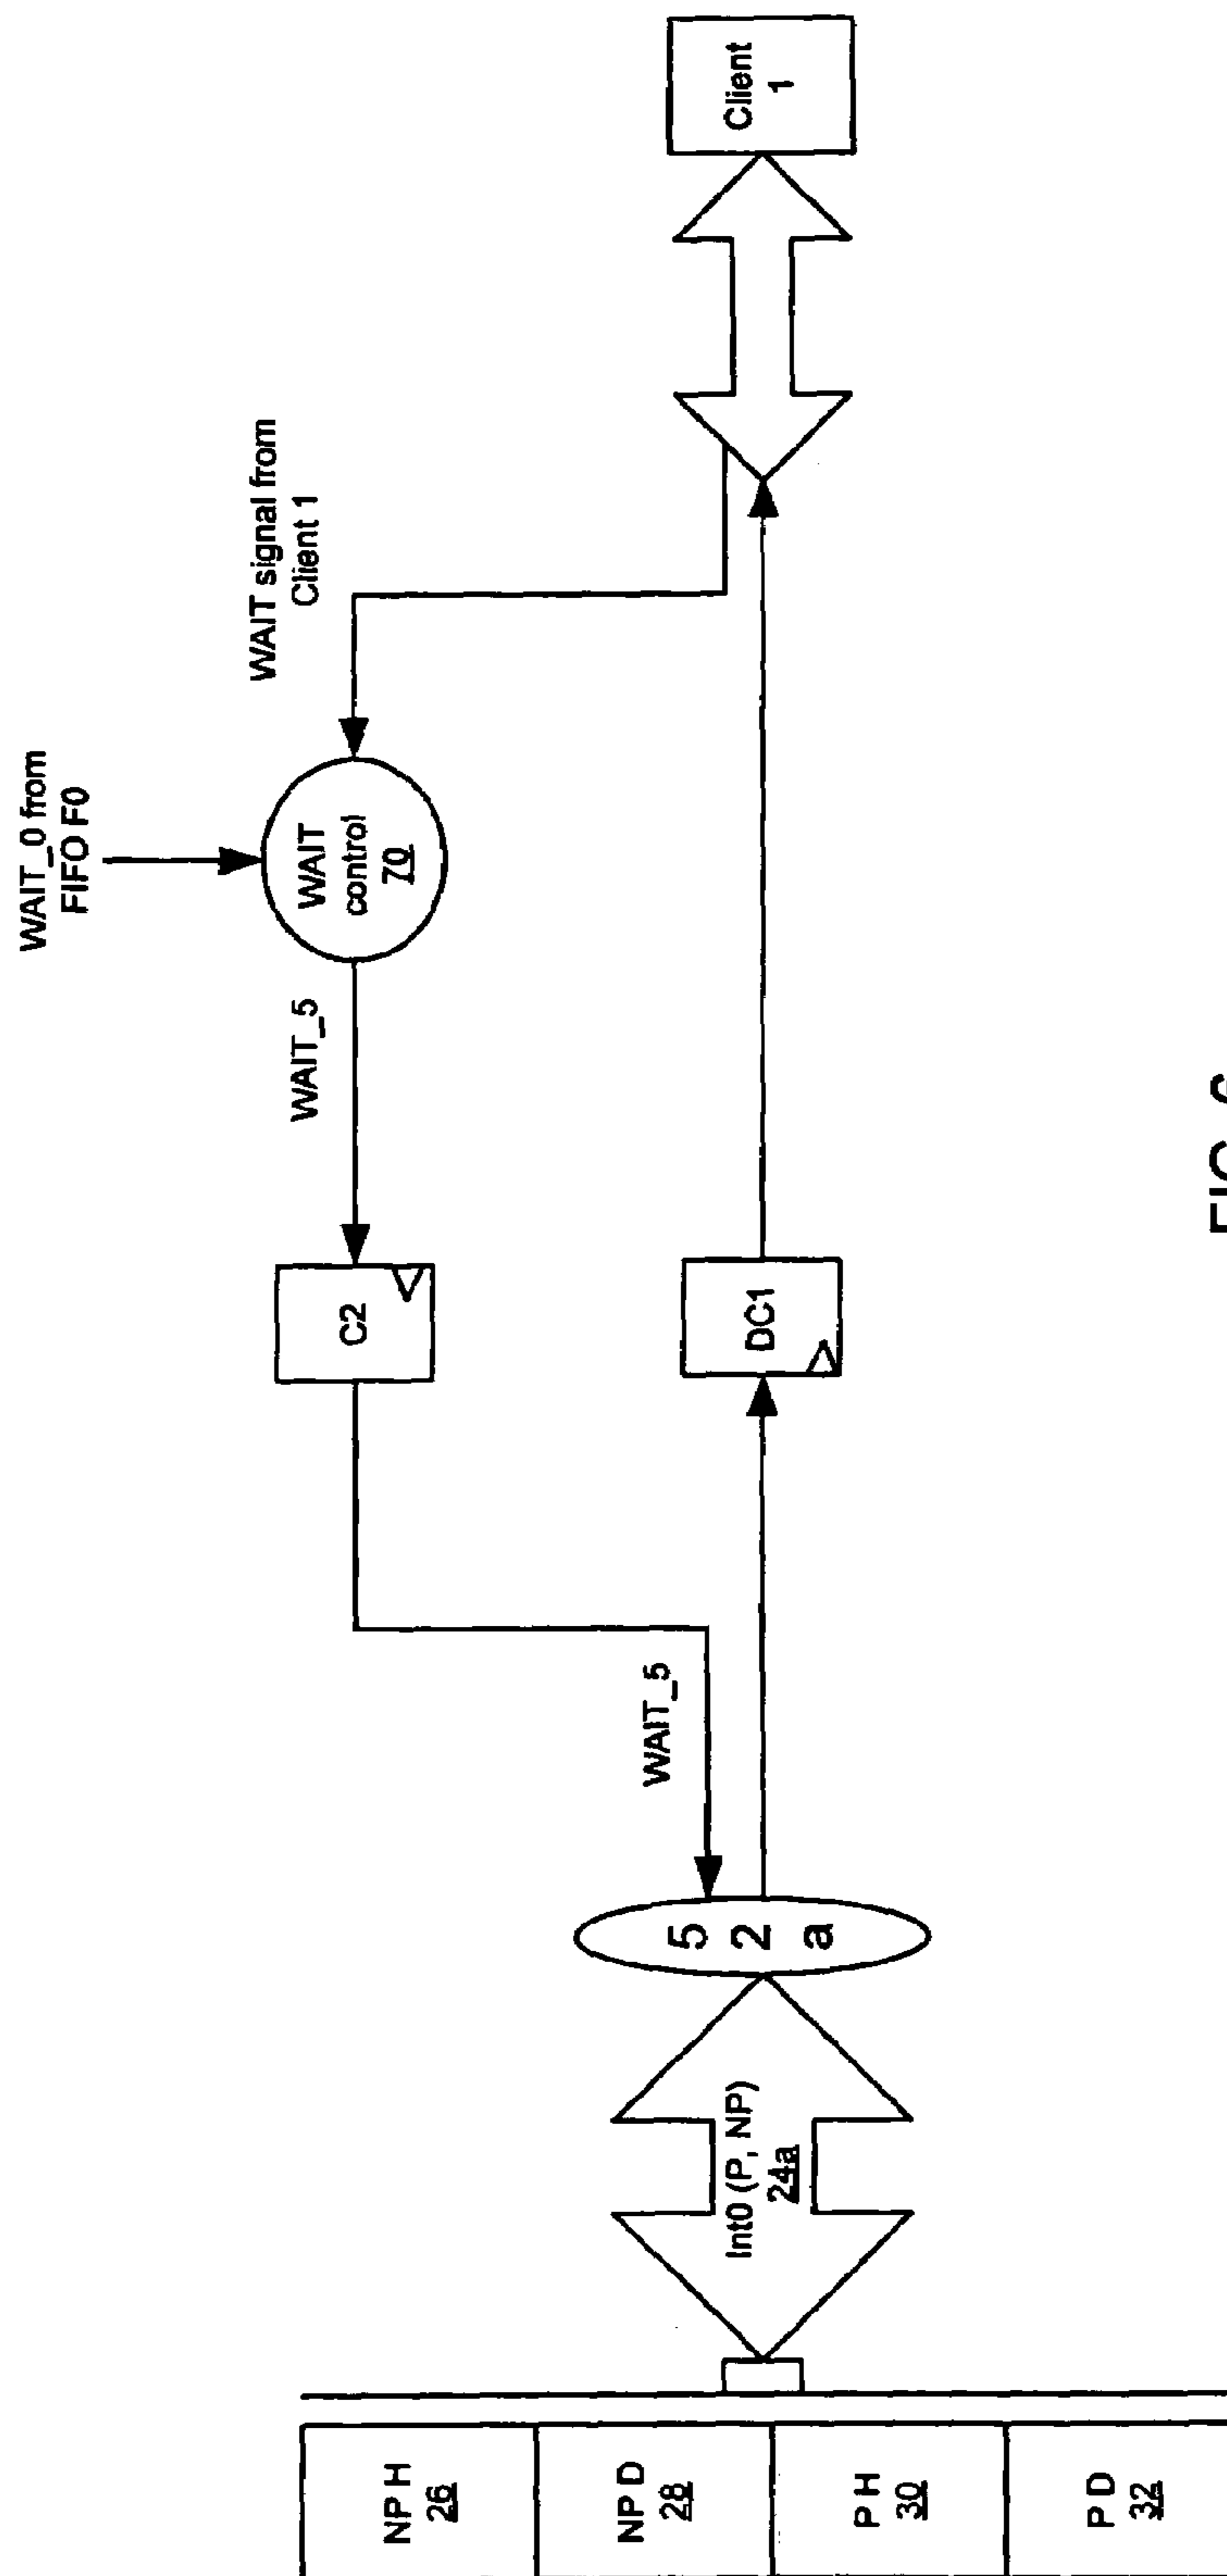 WAIT_0 from
FIFO F0
WAIT signal from
Client 1
WAIT
control
70
WAIT_5
C2
WAIT_5
Client
1
DC1
5
2
a
Int0 (P, NP)
24a
NP H
26
NP D
28
P H
30
P D
32